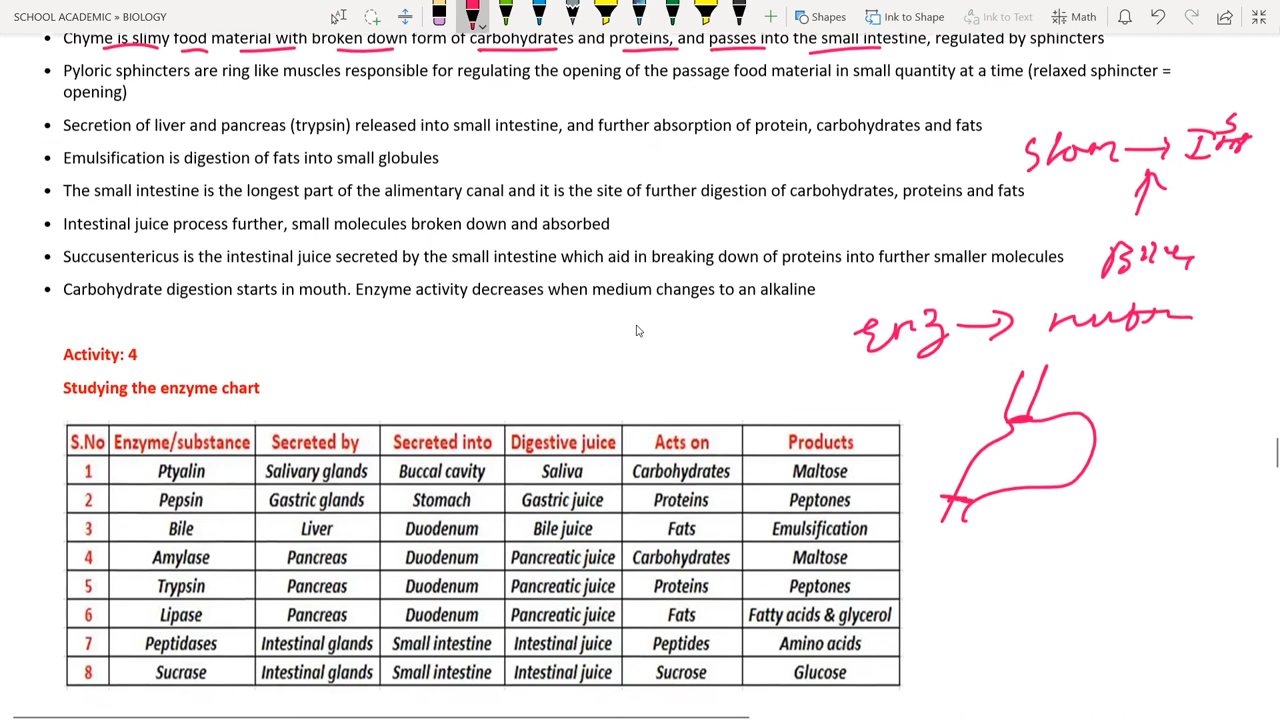 SCHOOL ACADEMIC » BIOLOGY
Shapes
Ink to Shape
Ink to Text
Math
• Chyme is slimy food material with broken down form of carbohydrates and proteins, and passes into the small intestine, regulated by sphincters
• Pyloric sphincters are ring like muscles responsible for regulating the opening of the passage food material in small quantity at a time (relaxed sphincter =
opening)
• Secretion of liver and pancreas (trypsin) released into small intestine, and further absorption of protein, carbohydrates and fats
• Emulsification is digestion of fats into small globules
• The small intestine is the longest part of the alimentary canal and it is the site of further digestion of carbohydrates, proteins and fats
• Intestinal juice process further, small molecules broken down and absorbed
• Succusentericus is the intestinal juice secreted by the small intestine which aid in breaking down of proteins into further smaller molecules
• Carbohydrate digestion starts in mouth. Enzyme activity decreases when medium changes to an alkaline
Stom →
Bile
enz →
Activity: 4
Studying the enzyme chart
S.No Enzyme/substance Secreted by Secreted into Digestive juice Acts on Products
1 Ptyalin Salivary glands Buccal cavity Saliva Carbohydrates Maltose
2 Pepsin Gastric glands Stomach Gastric juice Proteins Peptones
3 Bile Liver Duodenum Bile juice Fats Emulsification
4 Amylase Pancreas Duodenum Pancreatic juice Carbohydrates Maltose
5 Trypsin Pancreas Duodenum Pancreatic juice Proteins Peptones
6 Lipase Pancreas Duodenum Pancreatic juice Fats Fatty acids & glycerol
7 Peptidases Intestinal glands Small intestine Intestinal juice Peptides Amino acids
8 Sucrase Intestinal glands Small intestine Intestinal juice Sucrose Glucose